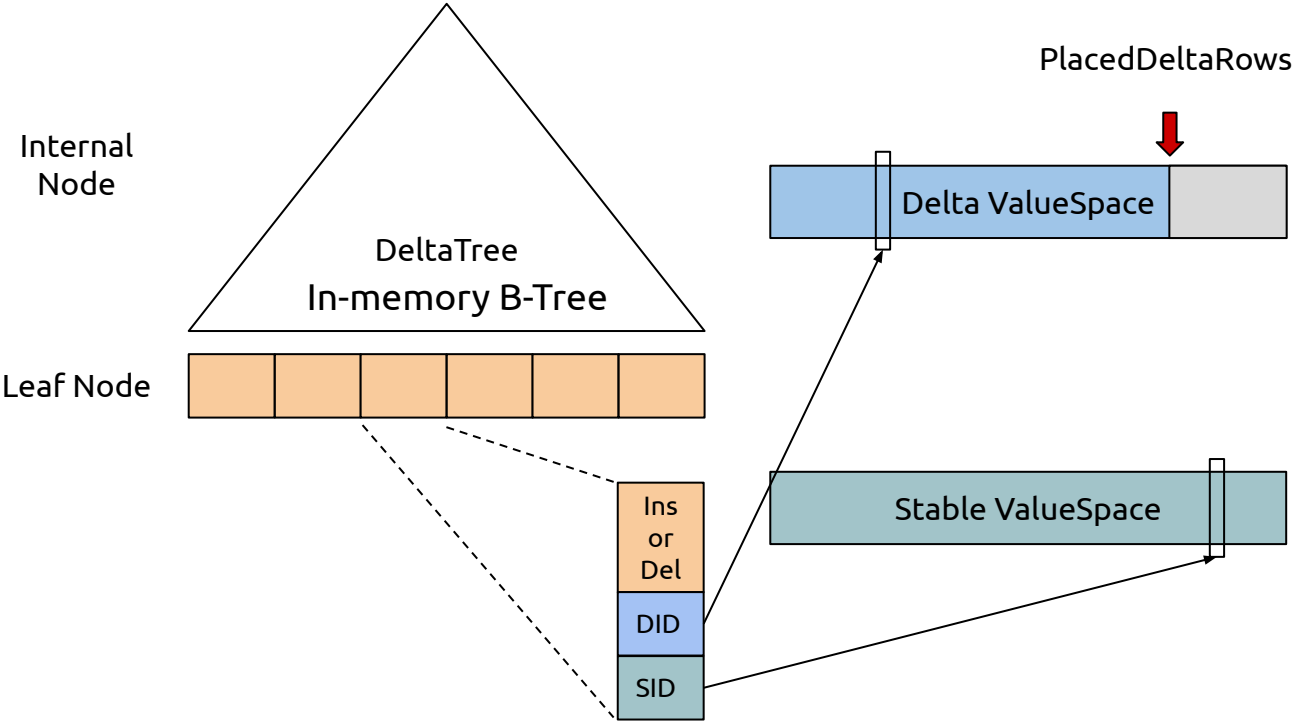 PlacedDeltaRows
Internal
Node
Delta ValueSpace
DeltaTree
In-memory B-Tree
Leaf Node
Ins
or
Del
Stable ValueSpace
DID
SID